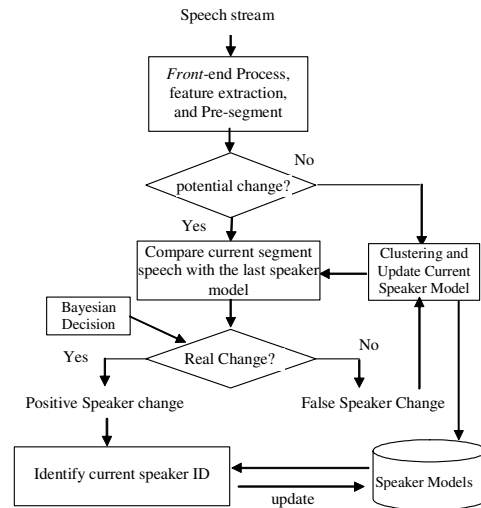 Speech stream
Front-end Process,
feature extraction,
and Pre-segment
No
potential change?
Yes
Compare current segment
speech with the last speaker
model
Clustering and
Update Current
Speaker Model
Bayesian
Decision
Yes
Real Change?
No
Positive Speaker change
False Speaker Change
Identify current speaker ID
Speaker Models
update